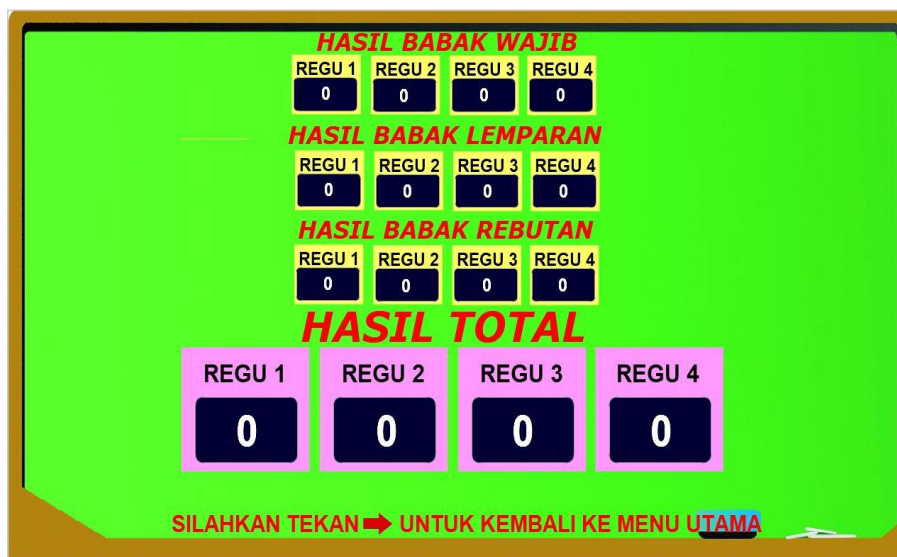 HASIL BABAK WAJIB
REGU 1 REGU 2 REGU 3 REGU 4
0 0 0 0
HASIL BABAK LEMPARAN
REGU 1 REGU 2 REGU 3 REGU 4
0 0 0 0
HASIL BABAK REBUTAN
REGU 1 REGU 2 REGU 3 REGU 4
0 0 0 0
HASIL TOTAL
REGU 1 REGU 2 REGU 3 REGU 4
0 0 0 0
SILAHKAN TEKAN ➡ UNTUK KEMBALI KE MENU UTAMA